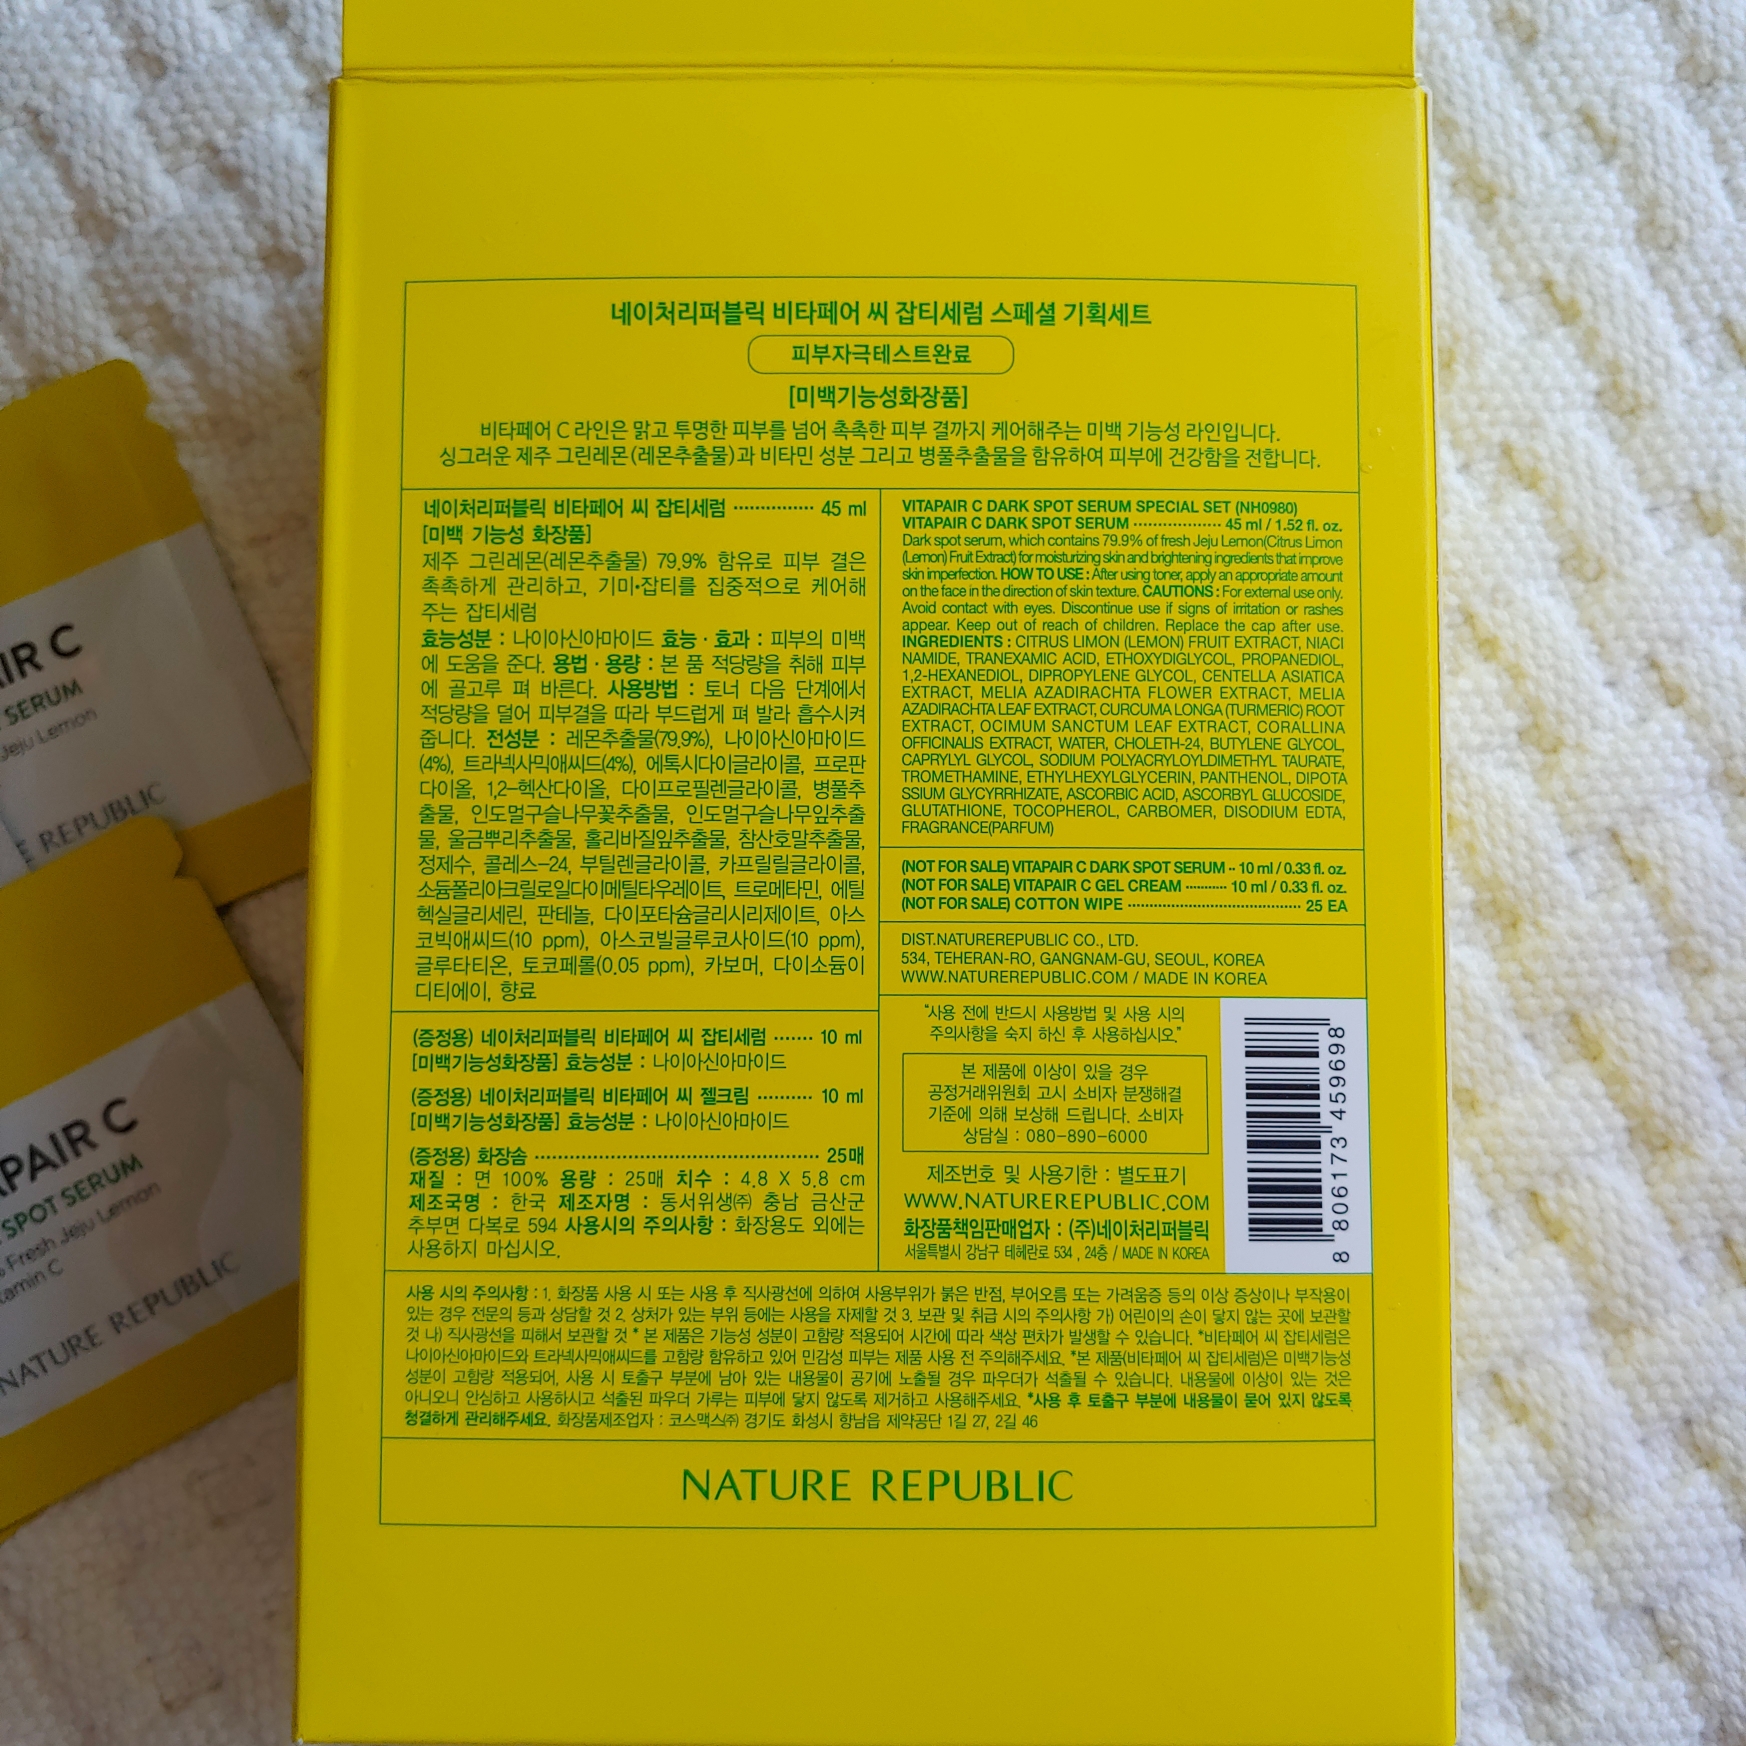 네이처리퍼블릭 비타페어 씨 잡티세럼 스페셜 기획세트
피부자극테스트완료
[미백기능성화장품]
비타페어 C 라인은 맑고 투명한 피부를 넘어 촉촉한 피부 결까지 케어해주는 미백 기능성 라인입니다.
싱그러운 제주 그린레몬(레몬추출물)과 비타민 성분 그리고 병풀추출물을 함유하여 피부에 건강함을 전합니다.
네이처리퍼블릭 비타페어 씨 잡티세럼 ··············· 45 ml
[미백 기능성 화장품]
제주 그린레몬(레몬추출물) 79.9% 함유로 피부 결은
촉촉하게 관리하고, 기미•잡티를 집중적으로 케어해
주는 잡티세럼
효능성분 : 나이아신아마이드 효능 · 효과 : 피부의 미백
에 도움을 준다. 용법 · 용량 : 본 품 적당량을 취해 피부
에 골고루 펴 바른다. 사용방법 : 토너 다음 단계에서
적당량을 덜어 피부결을 따라 부드럽게 펴 발라 흡수시켜
줍니다. 전성분 : 레몬추출물(79.9%), 나이아신아마이드
(4%), 트라넥사믹애씨드(4%), 에톡시다이글라이콜, 프로판
다이올, 1,2-헥산다이올, 다이프로필렌글라이콜, 병풀추
출물, 인도멀구슬나무꽃추출물, 인도멀구슬나무잎추출
물, 울금뿌리추출물, 홀리바질잎추출물, 참산호말추출물,
정제수, 콜레스-24, 부틸렌글라이콜, 카프릴릴글라이콜,
소듐폴리아크릴로일다이메틸타우레이트, 트로메타민, 에틸
헥실글리세린, 판테놀, 다이포타슘글리시리제이트, 아스
코빅애씨드(10 ppm), 아스코빌글루코사이드(10 ppm),
글루타티온, 토코페롤(0.05 ppm), 카보머, 다이소듐이
디티에이, 향료
(증정용) 네이처리퍼블릭 비타페어 씨 잡티세럼 ······· 10 ml
[미백기능성화장품] 효능성분 : 나이아신아마이드
(증정용) 네이처리퍼블릭 비타페어 씨 젤크림 ·········· 10 ml
[미백기능성화장품] 효능성분 : 나이아신아마이드
(증정용) 화장솜 ················································ 25매
재질 : 면 100% 용량 : 25매 치수 : 4.8 X 5.8 cm
제조국명 : 한국 제조자명 : 동서위생㈜ 충남 금산군
추부면 다복로 594 사용시의 주의사항 : 화장용도 외에는
사용하지 마십시오.
VITAPAIR C DARK SPOT SERUM SPECIAL SET (NH0980)
VITAPAIR C DARK SPOT SERUM ·················· 45 ml / 1.52 fl. oz.
Dark spot serum, which contains 79.9% of fresh Jeju Lemon(Citrus Limon
(Lemon) Fruit Extract) for moisturizing skin and brightening ingredients that improve
skin imperfection. HOW TO USE : After using toner, apply an appropriate amount
on the face in the direction of skin texture. CAUTIONS : For external use only.
Avoid contact with eyes. Discontinue use if signs of irritation or rashes
appear. Keep out of reach of children. Replace the cap after use.
INGREDIENTS : CITRUS LIMON (LEMON) FRUIT EXTRACT, NIACI
NAMIDE, TRANEXAMIC ACID, ETHOXYDIGLYCOL, PROPANEDIOL,
1,2-HEXANEDIOL, DIPROPYLENE GLYCOL, CENTELLA ASIATICA
EXTRACT, MELIA AZADIRACHTA FLOWER EXTRACT, MELIA
AZADIRACHTA LEAF EXTRACT, CURCUMA LONGA (TURMERIC) ROOT
EXTRACT, OCIMUM SANCTUM LEAF EXTRACT, CORALLINA
OFFICINALIS EXTRACT, WATER, CHOLETH-24, BUTYLENE GLYCOL,
CAPRYLYL GLYCOL, SODIUM POLYACRYLOYLDIMETHYL TAURATE,
TROMETHAMINE, ETHYLHEXYLGLYCERIN, PANTHENOL, DIPOTA
SSIUM GLYCYRRHIZATE, ASCORBIC ACID, ASCORBYL GLUCOSIDE,
GLUTATHIONE, TOCOPHEROL, CARBOMER, DISODIUM EDTA,
FRAGRANCE(PARFUM)
(NOT FOR SALE) VITAPAIR C DARK SPOT SERUM ·· 10 ml / 0.33 fl. oz.
(NOT FOR SALE) VITAPAIR C GEL CREAM ··········· 10 ml / 0.33 fl. oz.
(NOT FOR SALE) COTTON WIPE ······································ 25 EA
DIST.NATUREREPUBLIC CO., LTD.
534, TEHERAN-RO, GANGNAM-GU, SEOUL, KOREA
WWW.NATUREREPUBLIC.COM / MADE IN KOREA
"사용 전에 반드시 사용방법 및 사용 시의
주의사항을 숙지 하신 후 사용하십시오."
본 제품에 이상이 있을 경우
공정거래위원회 고시 소비자 분쟁해결
기준에 의해 보상해 드립니다. 소비자
상담실 : 080-890-6000
제조번호 및 사용기한 : 별도표기
WWW.NATUREREPUBLIC.COM
화장품책임판매업자 : (주)네이처리퍼블릭
서울특별시 강남구 테헤란로 534 , 24층 / MADE IN KOREA
8 806173 459698
사용 시의 주의사항 : 1. 화장품 사용 시 또는 사용 후 직사광선에 의하여 사용부위가 붉은 반점, 부어오름 또는 가려움증 등의 이상 증상이나 부작용이
있는 경우 전문의 등과 상담할 것 2. 상처가 있는 부위 등에는 사용을 자제할 것 3. 보관 및 취급 시의 주의사항 가) 어린이의 손이 닿지 않는 곳에 보관할
것 나) 직사광선을 피해서 보관할 것 * 본 제품은 기능성 성분이 고함량 적용되어 시간에 따라 색상 편차가 발생할 수 있습니다. *비타페어 씨 잡티세럼은
나이아신아마이드와 트라넥사믹애씨드를 고함량 함유하고 있어 민감성 피부는 제품 사용 전 주의해주세요. *본 제품(비타페어 씨 잡티세럼)은 미백기능성
성분이 고함량 적용되어, 사용 시 토출구 부분에 남아 있는 내용물이 공기에 노출될 경우 파우더가 석출될 수 있습니다. 내용물에 이상이 있는 것은
아니오니 안심하고 사용하시고 석출된 파우더 가루는 피부에 닿지 않도록 제거하고 사용해주세요. *사용 후 토출구 부분에 내용물이 묻어 있지 않도록
청결하게 관리해주세요. 화장품제조업자 : 코스맥스㈜ 경기도 화성시 향남읍 제약공단 1길 27, 2길 46
NATURE REPUBLIC
AIR C
SERUM
Jeju Lemon
REPUBLIC
APAIR C
SPOT SERUM
Fresh Jeju Lemon
tamin C
NATURE REPUBLIC